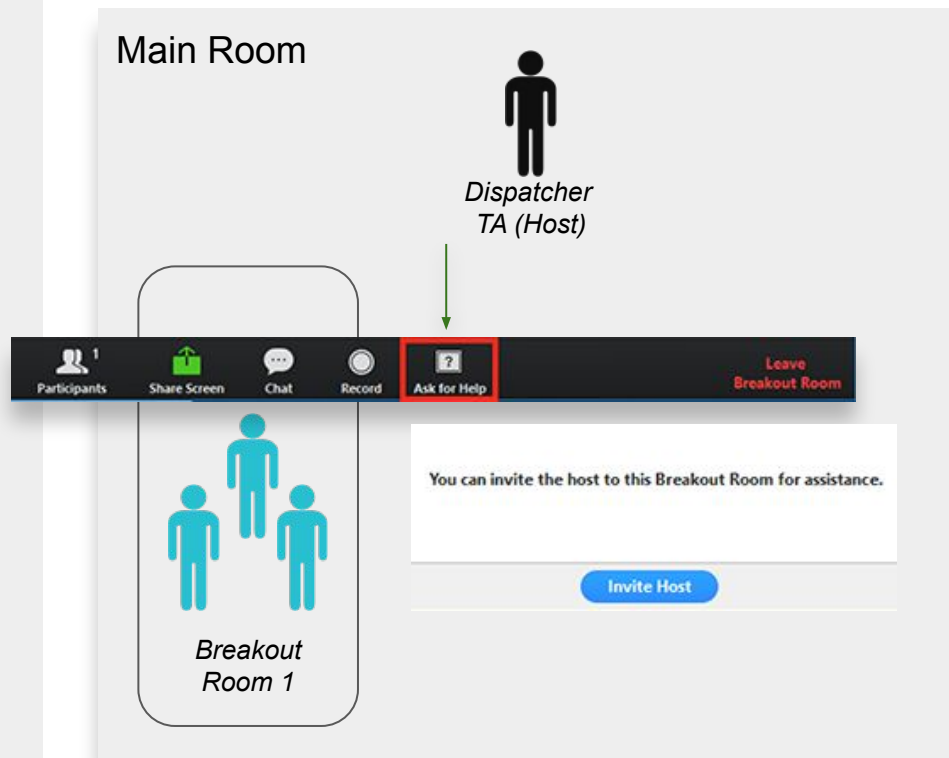 Main Room
Dispatcher
TA (Host)
1
Participants
Share Screen
Chat
Record
?
Ask for Help
Leave
Breakout Room
You can invite the host to this Breakout Room for assistance.
Invite Host
Breakout
Room 1